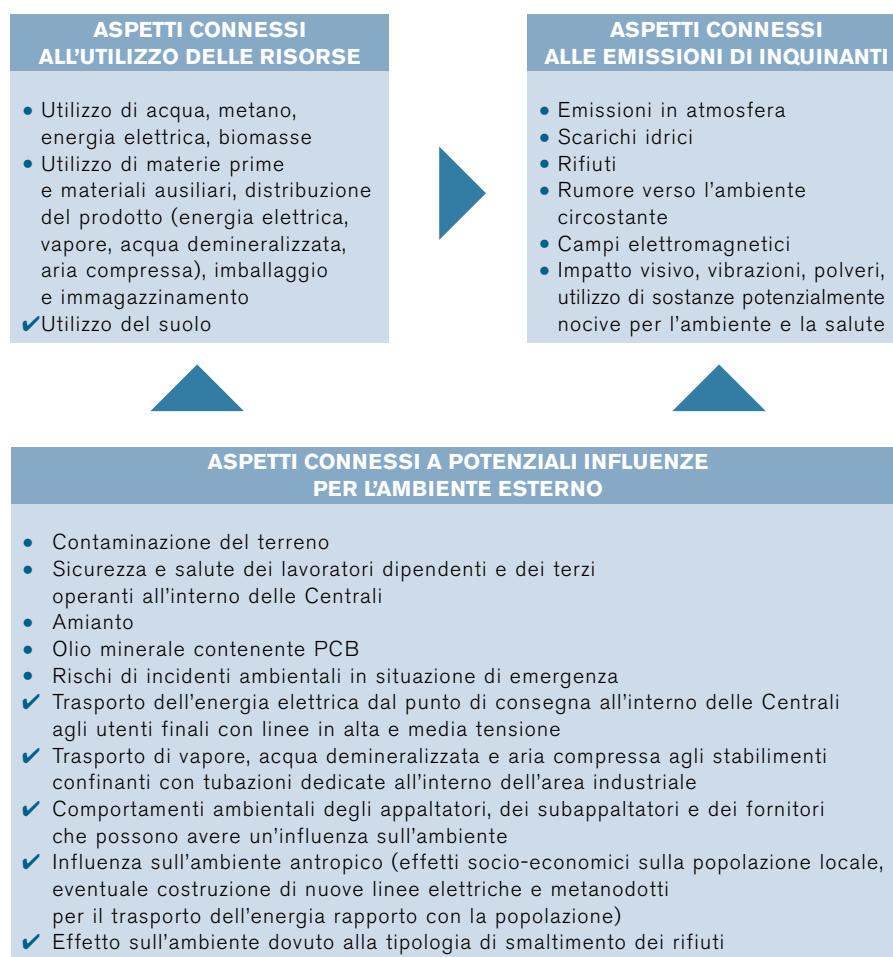 ASPETTI CONNESSI
ALL'UTILIZZO DELLE RISORSE
• Utilizzo di acqua, metano,
energia elettrica, biomasse
• Utilizzo di materie prime
e materiali ausiliari, distribuzione
del prodotto (energia elettrica,
vapore, acqua demineralizzata,
aria compressa), imballaggio
e immagazzinamento
✔Utilizzo del suolo
ASPETTI CONNESSI
ALLE EMISSIONI DI INQUINANTI
• Emissioni in atmosfera
• Scarichi idrici
• Rifiuti
• Rumore verso l'ambiente
circostante
• Campi elettromagnetici
• Impatto visivo, vibrazioni, polveri,
utilizzo di sostanze potenzialmente
nocive per l'ambiente e la salute
ASPETTI CONNESSI A POTENZIALI INFLUENZE
PER L'AMBIENTE ESTERNO
• Contaminazione del terreno
• Sicurezza e salute dei lavoratori dipendenti e dei terzi
operanti all'interno delle Centrali
• Amianto
• Olio minerale contenente PCB
• Rischi di incidenti ambientali in situazione di emergenza
✔ Trasporto dell'energia elettrica dal punto di consegna all'interno delle Centrali
agli utenti finali con linee in alta e media tensione
✔ Trasporto di vapore, acqua demineralizzata e aria compressa agli stabilimenti
confinanti con tubazioni dedicate all'interno dell'area industriale
✔ Comportamenti ambientali degli appaltatori, dei subappaltatori e dei fornitori
che possono avere un'influenza sull'ambiente
✔ Influenza sull'ambiente antropico (effetti socio-economici sulla popolazione locale,
eventuale costruzione di nuove linee elettriche e metanodotti
per il trasporto dell'energia rapporto con la popolazione)
✔ Effetto sull'ambiente dovuto alla tipologia di smaltimento dei rifiuti